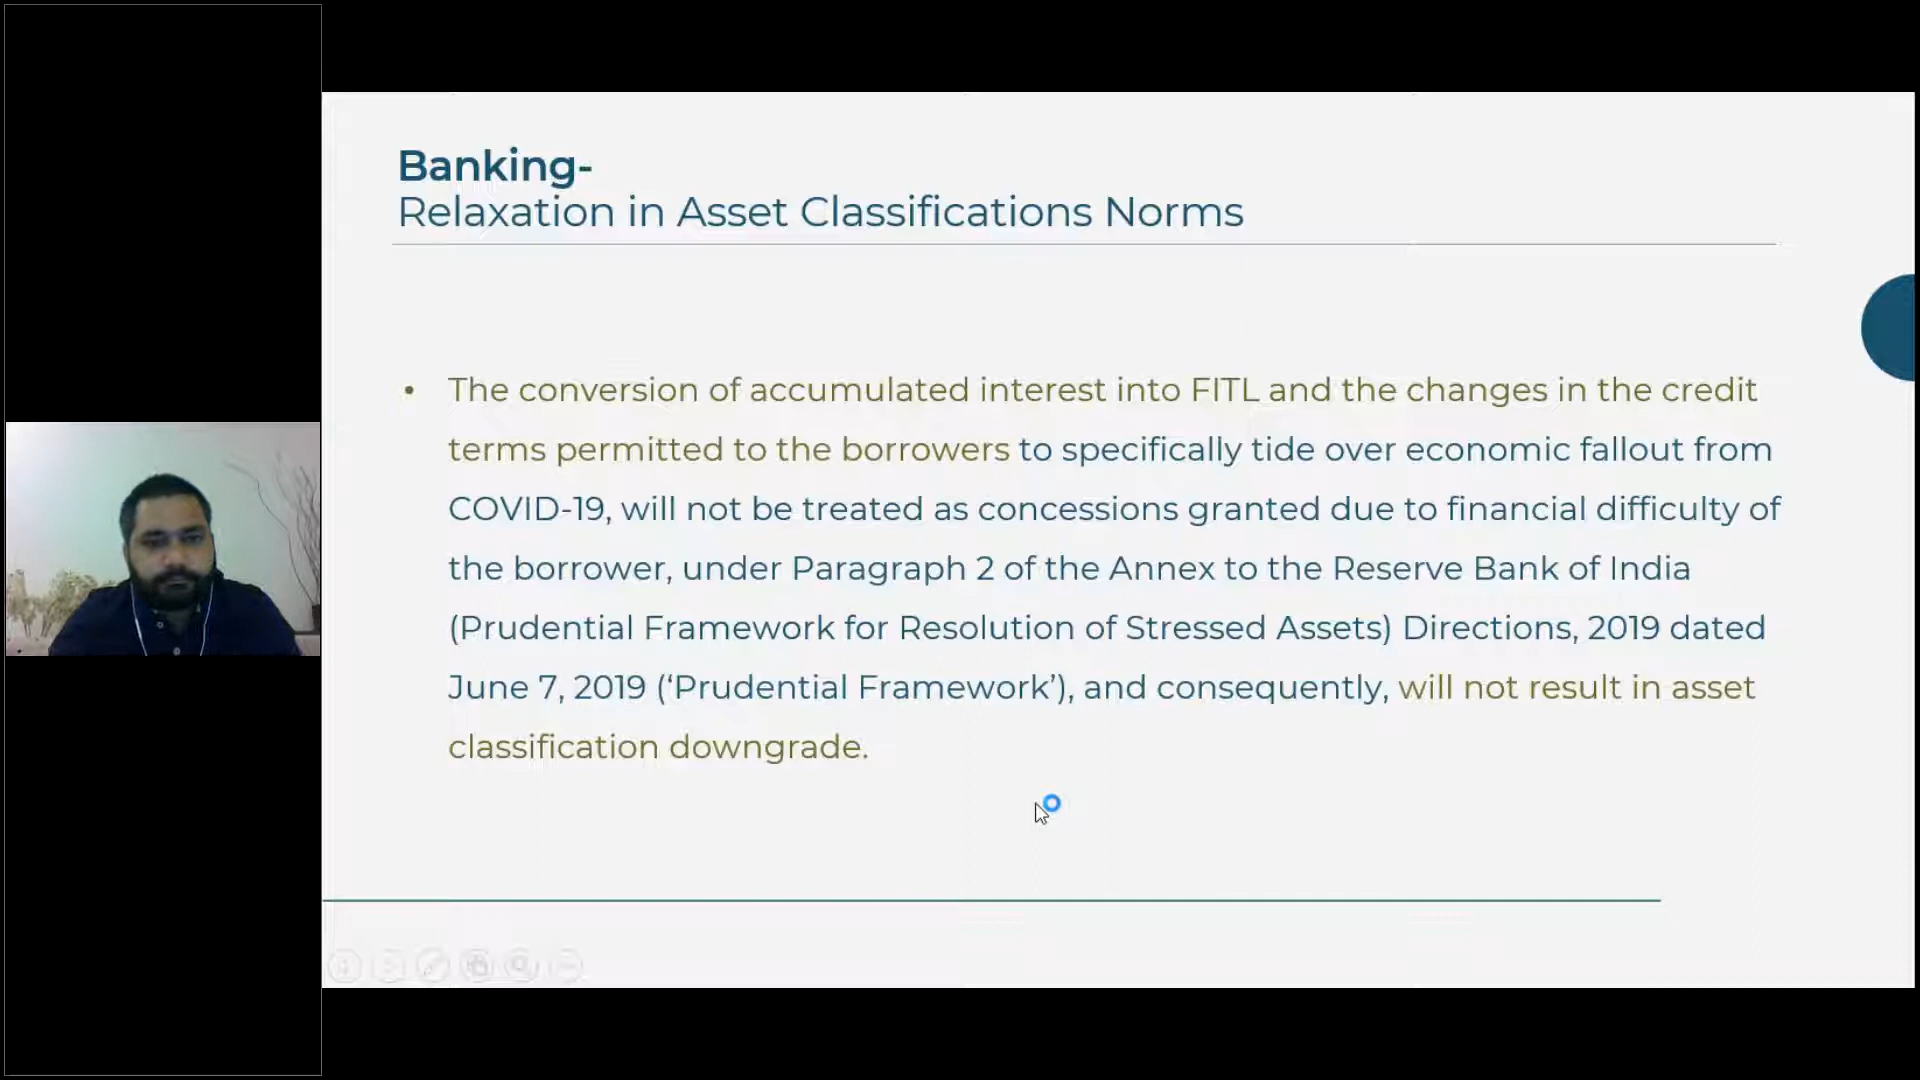 Banking-
Relaxation in Asset Classifications Norms
• The conversion of accumulated interest into FITL and the changes in the credit
terms permitted to the borrowers to specifically tide over economic fallout from
COVID-19, will not be treated as concessions granted due to financial difficulty of
the borrower, under Paragraph 2 of the Annex to the Reserve Bank of India
(Prudential Framework for Resolution of Stressed Assets) Directions, 2019 dated
June 7, 2019 (‘Prudential Framework’), and consequently, will not result in asset
classification downgrade.